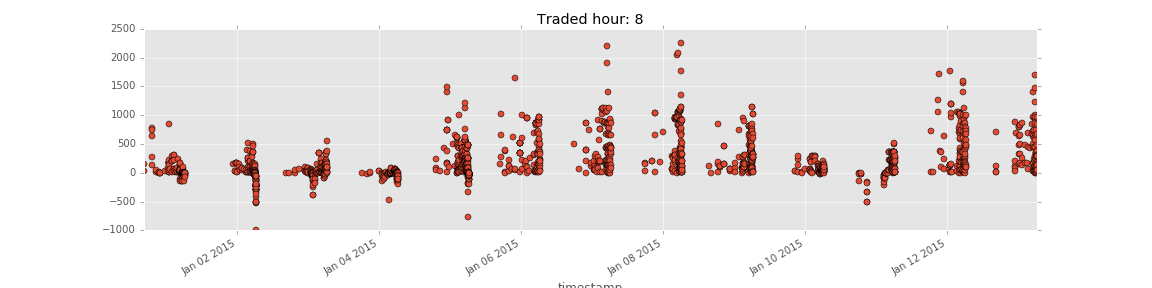 Traded hour: 8
2500
2000
1500
1000
500
0
−500
−1000
Jan 02 2015
Jan 04 2015
Jan 06 2015
Jan 08 2015
Jan 10 2015
Jan 12 2015
timestamp